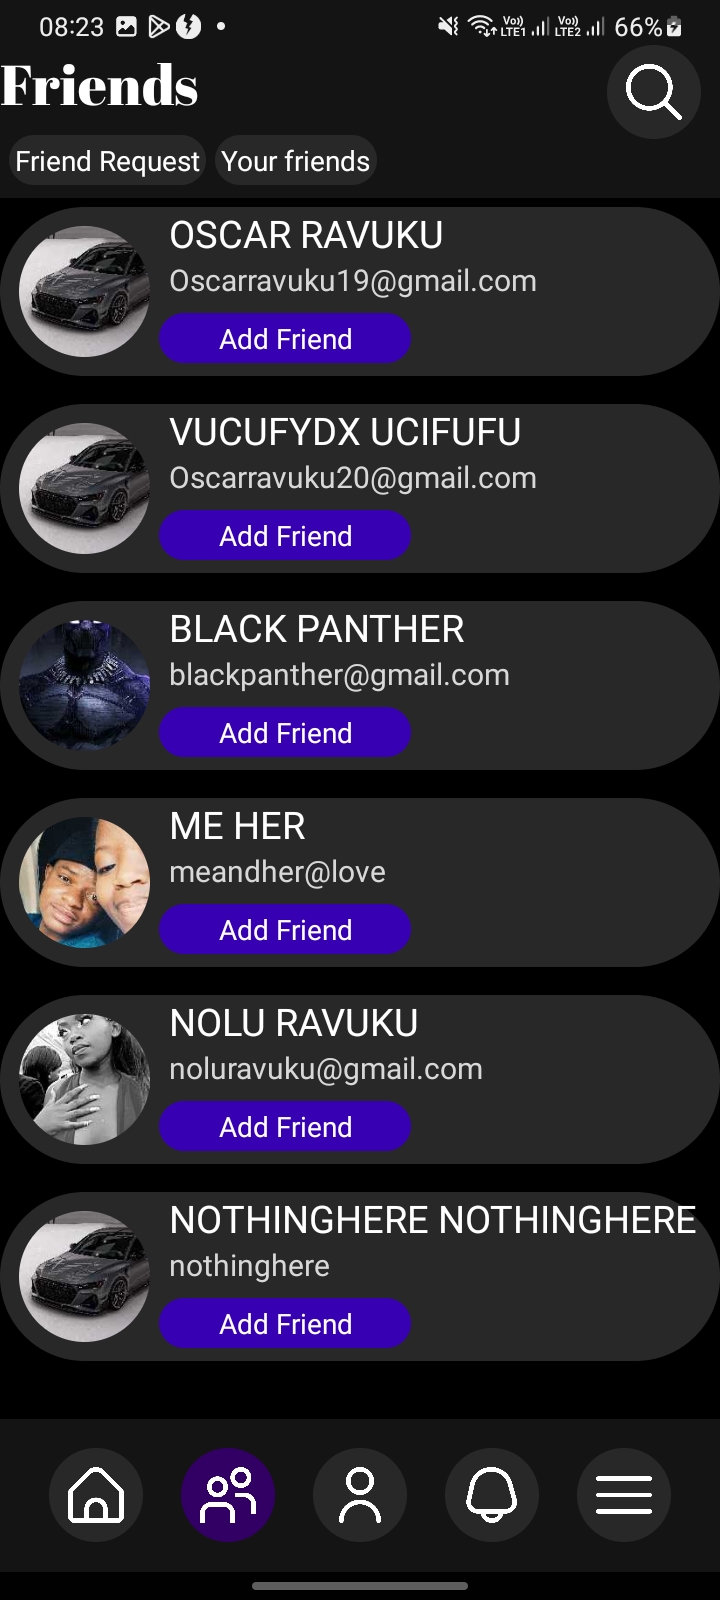 08:23 Vo) LTE1 Vo) LTE2 66%
Friends
Friend Request Your friends
OSCAR RAVUKU
Oscarravuku19@gmail.com
Add Friend
VUCUFYDX UCIFUFU
Oscarravuku20@gmail.com
Add Friend
BLACK PANTHER
blackpanther@gmail.com
Add Friend
ME HER
meandher@love
Add Friend
NOLU RAVUKU
noluravuku@gmail.com
Add Friend
NOTHINGHERE NOTHINGHERE
nothinghere
Add Friend